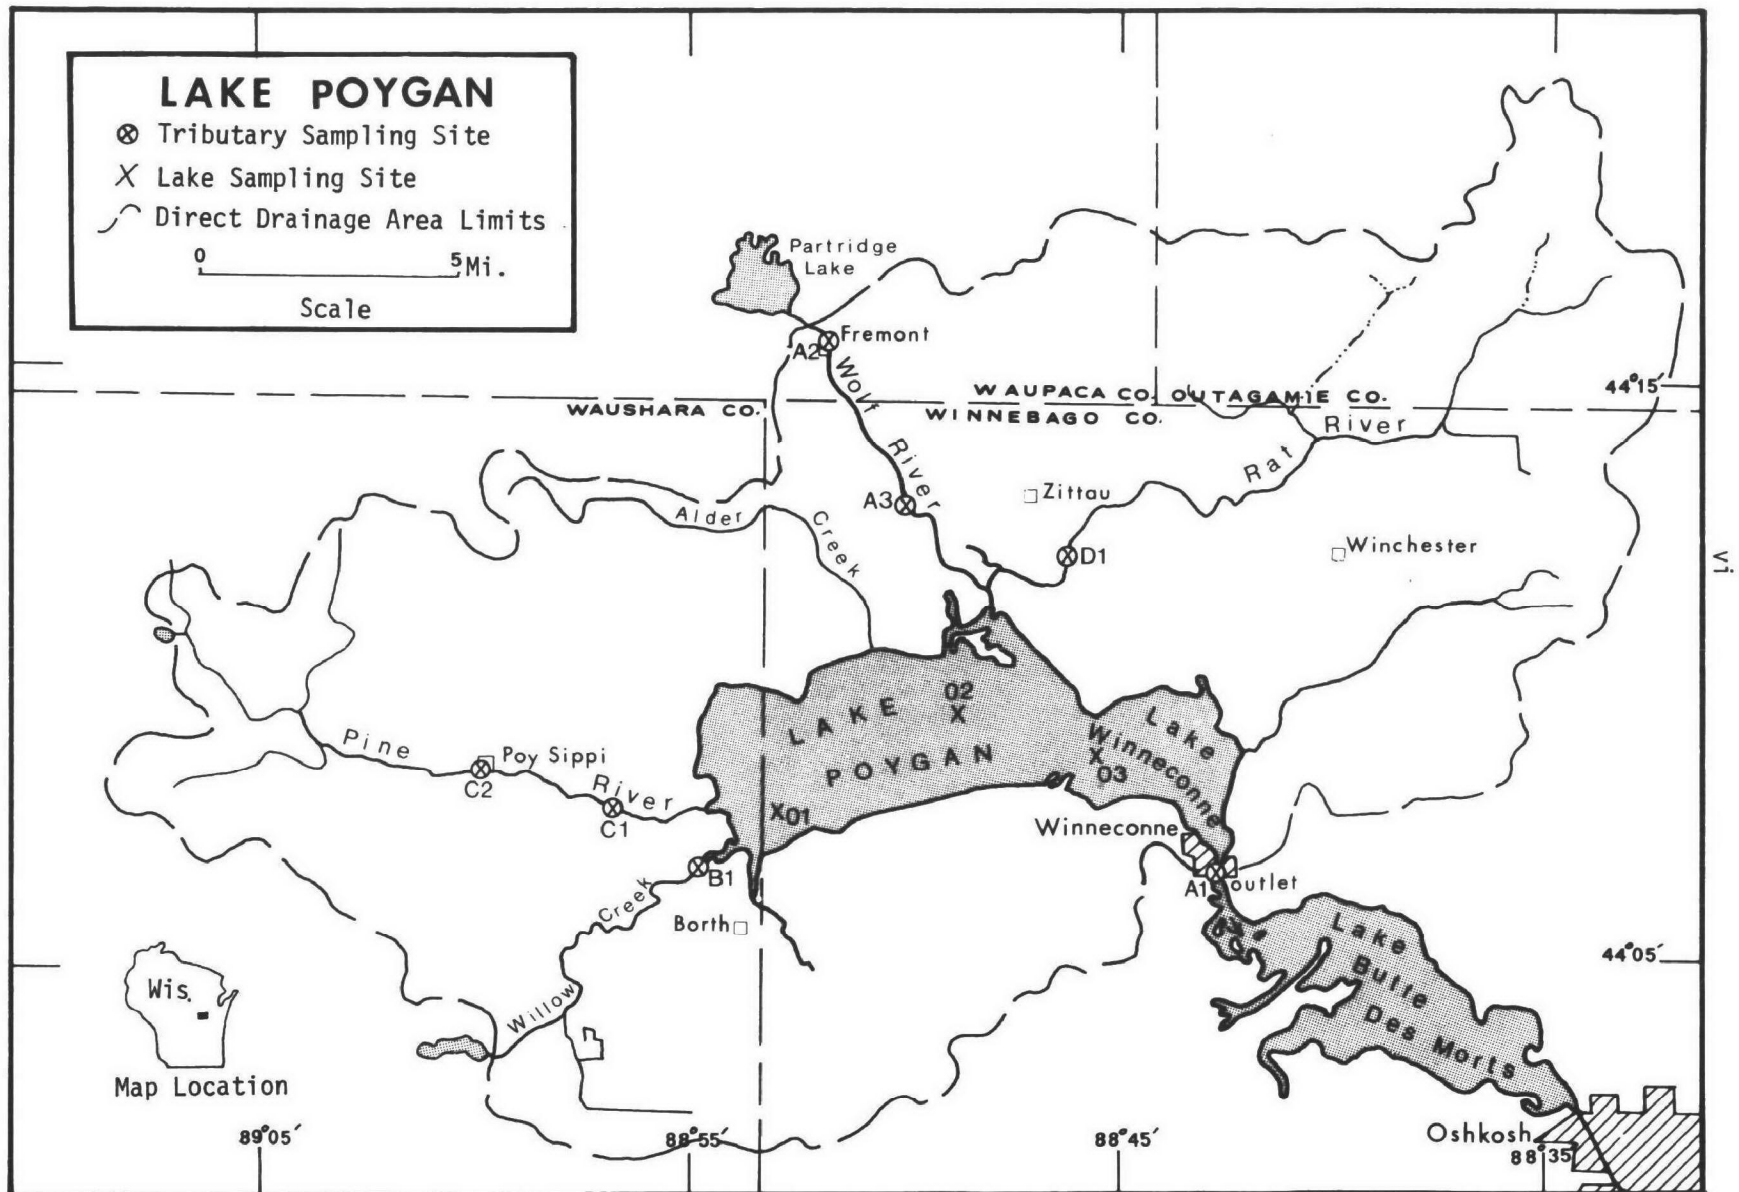 LAKE POYGAN
Tributary Sampling Site
X Lake Sampling Site
Direct Drainage Area Limits
0 5 Mi.
Scale
Partridge
Lake
Fremont
A2
Wolf River
WAUPACA CO. OUTAGAMIE CO.
44°15´
WAUSHARA CO.
WINNEBAGO CO.
Rat River
A3
Zittau
Alder Creek
D1
Winchester
vi
02
X
LAKE
POYGAN
Lake
Winneconne
X
03
Pine River
Poy Sippi
C2
C1
X01
Winneconne
B1
A1
outlet
Willow Creek
Borth
Lake
Butte
Des Morts
44°05´
Wis.
Map Location
89°05´
88°55´
88°45´
Oshkosh
88°35´